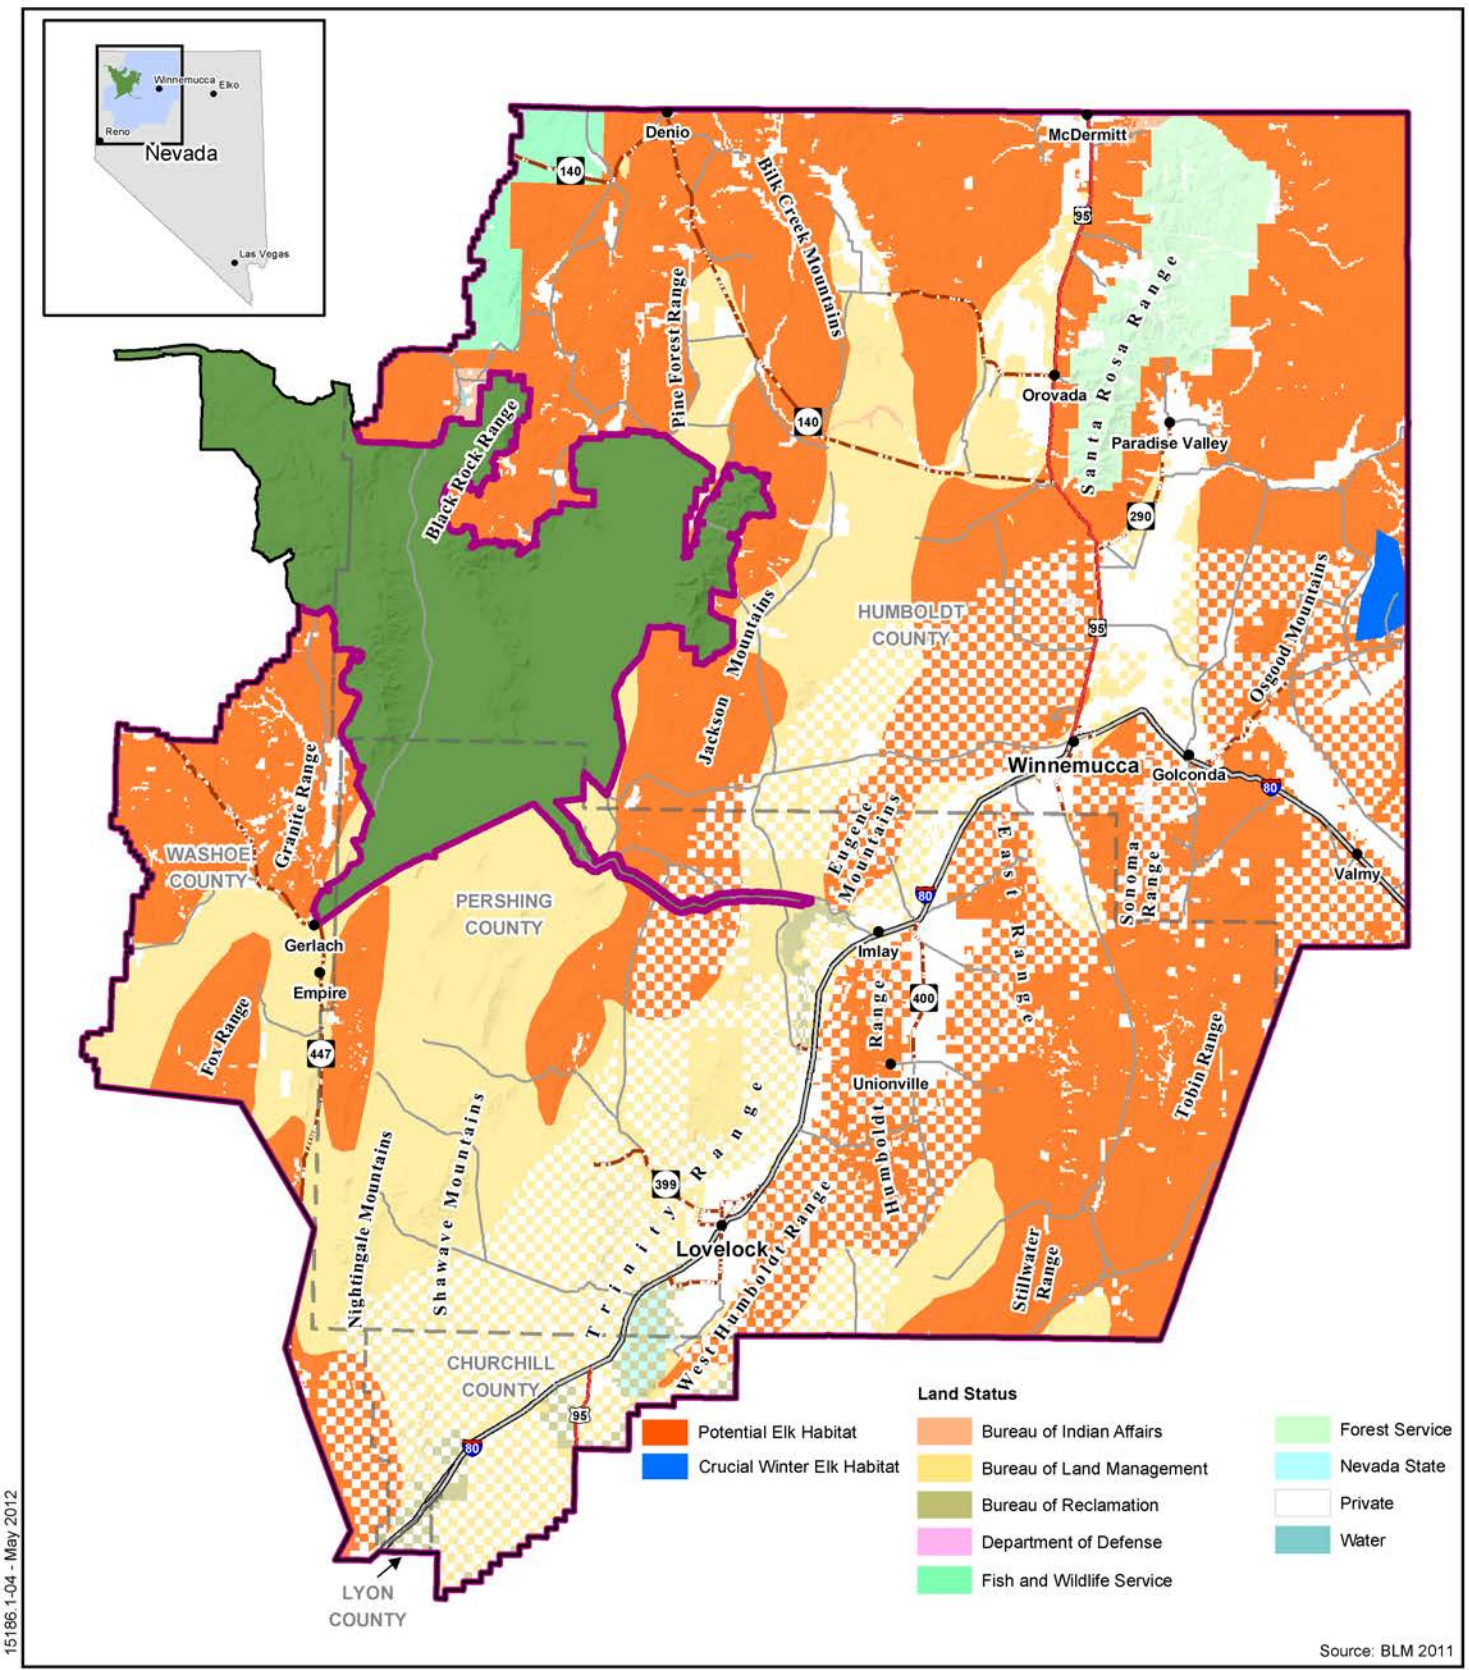 Winnemucca
Elko
Reno
Nevada
Las Vegas
Denio
McDermitt
140
Bilk Creek Mountains
95
Pine Forest Range
Santa Rosa Range
Orovada
140
Paradise Valley
Black Rock Range
290
HUMBOLDT
COUNTY
Osgood Mountains
95
Jackson Mountains
Winnemucca
Golconda
80
Granite Range
Eugene
Mountains
East Range
Sonoma
Range
WASHOE
COUNTY
Valmy
80
PERSHING
COUNTY
Gerlach
Imlay
Empire
400
Fox Range
447
Humboldt Range
Unionville
Tobin Range
Nightingale Mountains
Shawave Mountains
399
Trinity Range
Lovelock
West Humboldt Range
Stillwater
Range
CHURCHILL
COUNTY
95
80
LYON
COUNTY
Potential Elk Habitat
Crucial Winter Elk Habitat
Land Status
Bureau of Indian Affairs
Bureau of Land Management
Bureau of Reclamation
Department of Defense
Fish and Wildlife Service
Forest Service
Nevada State
Private
Water
15186.1-04 - May 2012
Source: BLM 2011